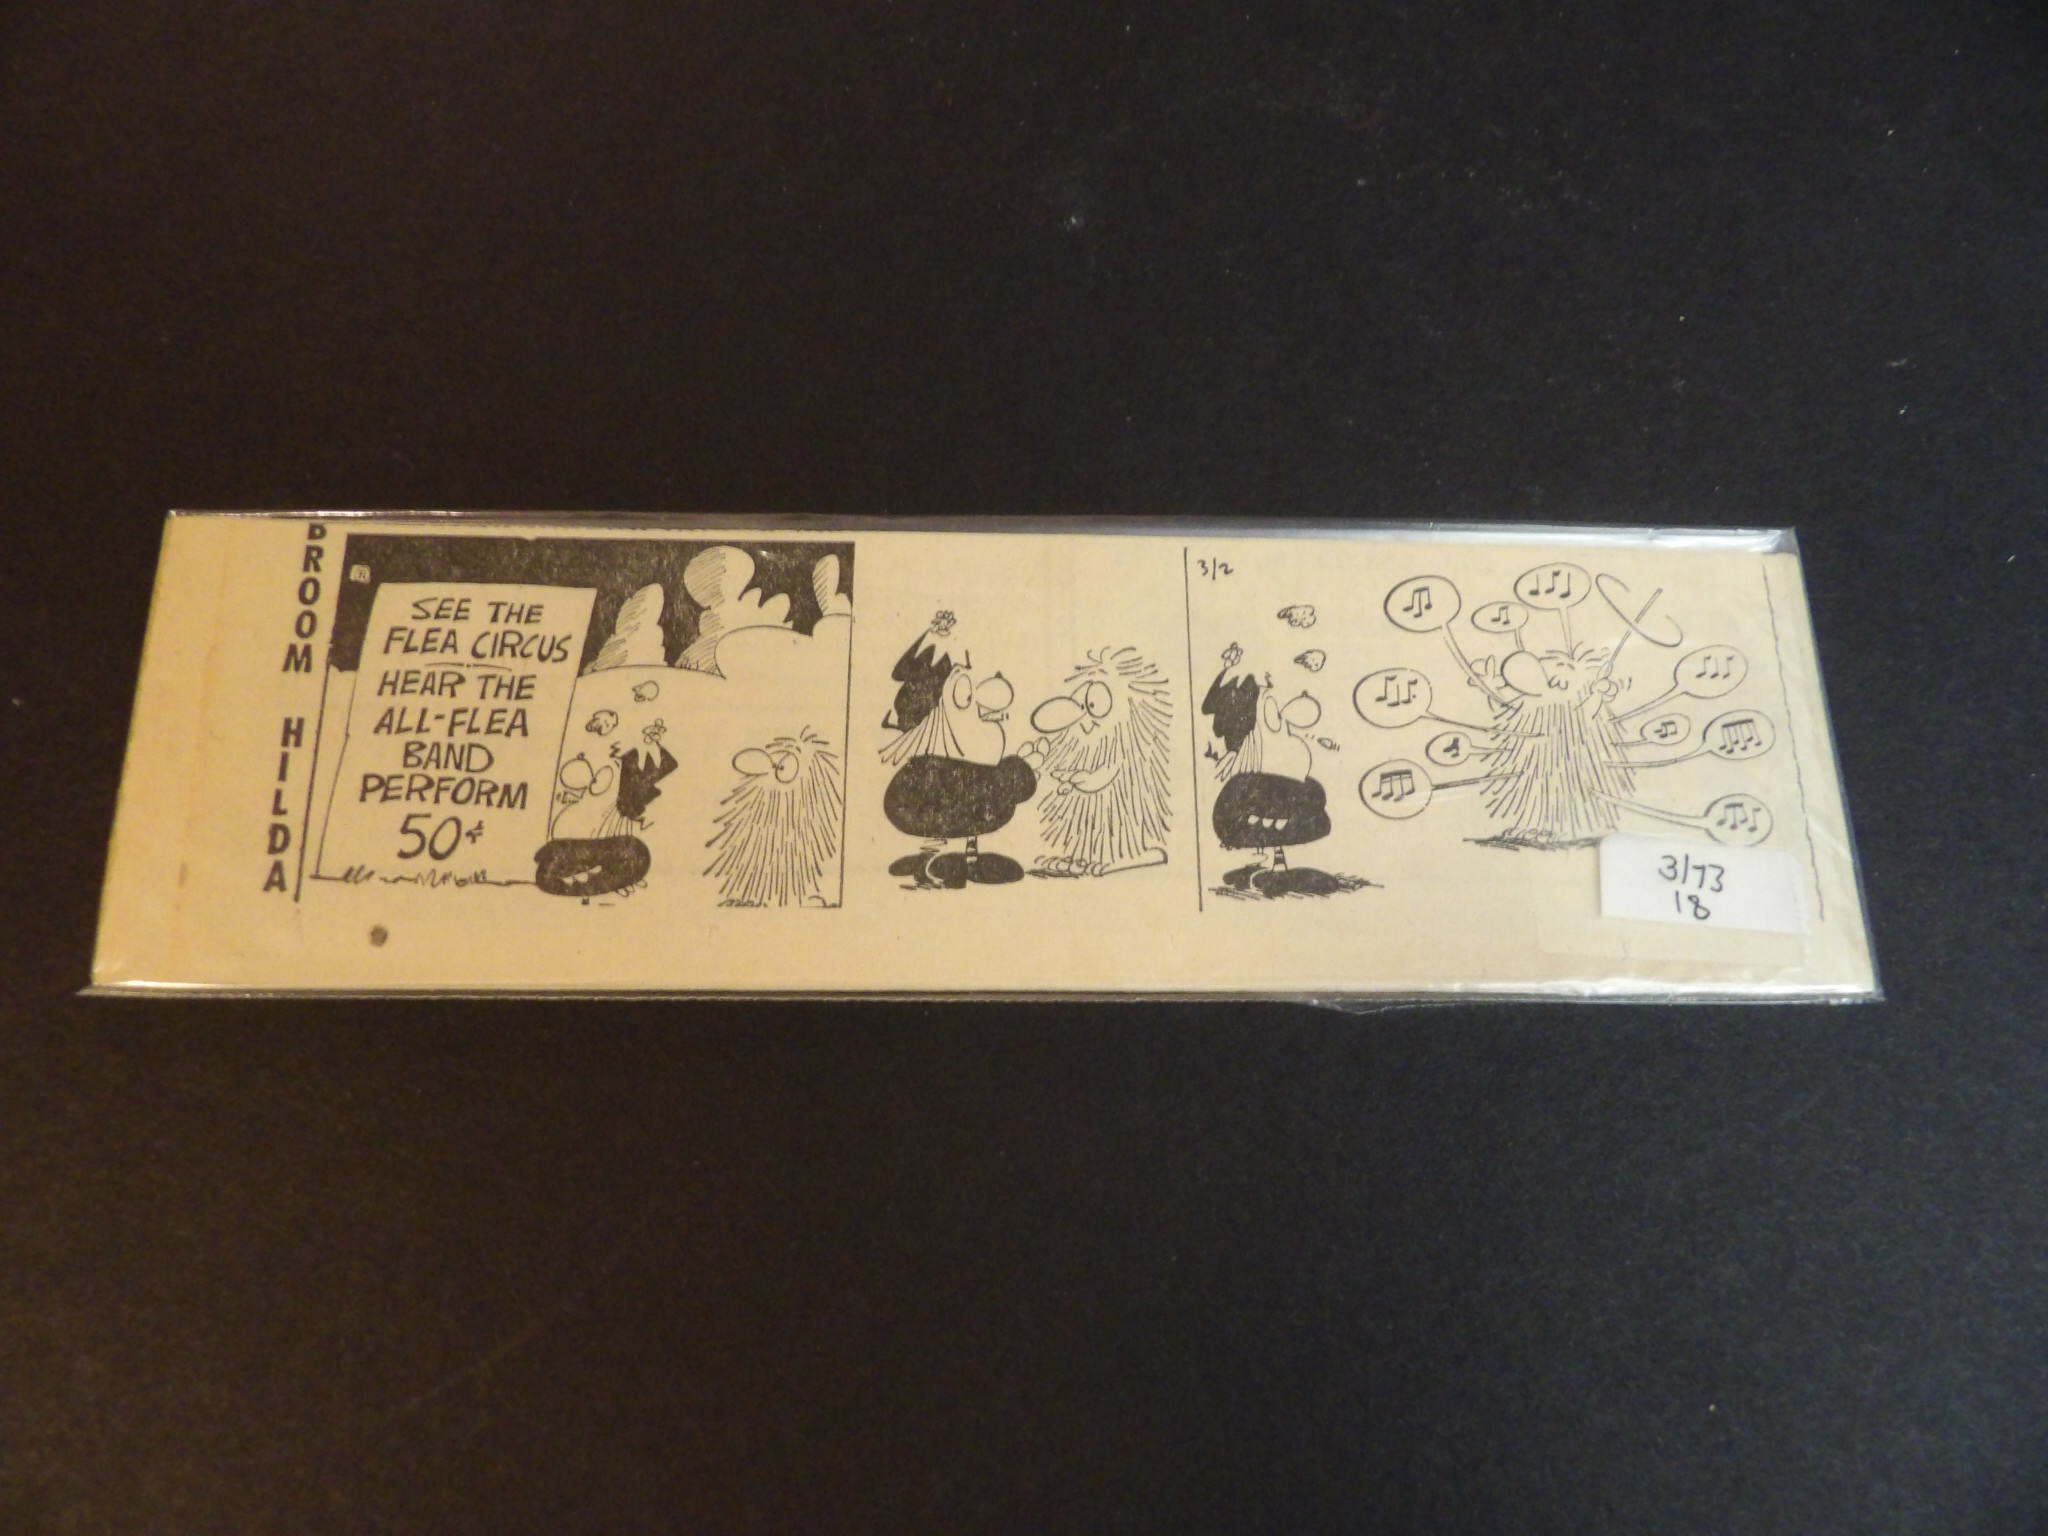 BROOM HILDA
SEE THE
FLEA CIRCUS
HEAR THE
ALL-FLEA
BAND
PERFORM
50¢
3/2
3/73
18